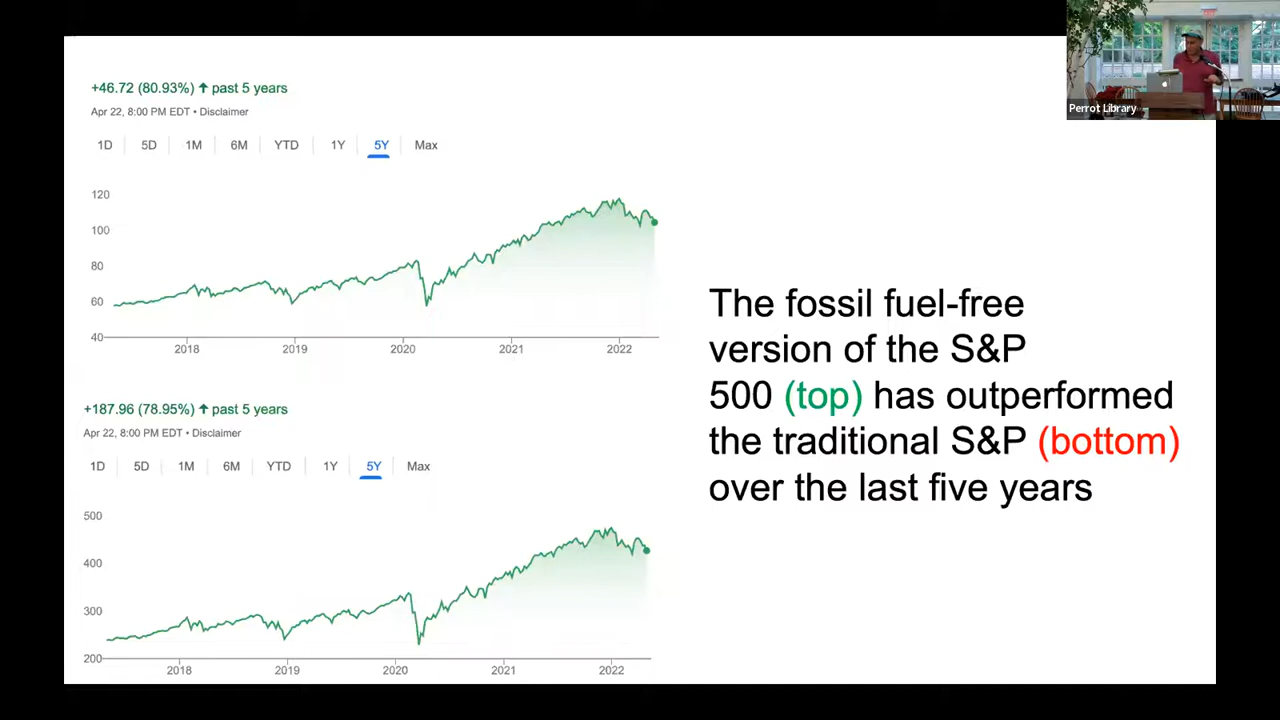 +46.72 (80.93%) ↑ past 5 years
Apr 22, 8:00 PM EDT • Disclaimer
1D 5D 1M 6M YTD 1Y 5Y Max
120
100
80
60
40
2018 2019 2020 2021 2022
+187.96 (78.95%) ↑ past 5 years
Apr 22, 8:00 PM EDT • Disclaimer
1D 5D 1M 6M YTD 1Y 5Y Max
500
400
300
200
2018 2019 2020 2021 2022
The fossil fuel-free
version of the S&P
500 (top) has outperformed
the traditional S&P (bottom)
over the last five years
Perrot Library